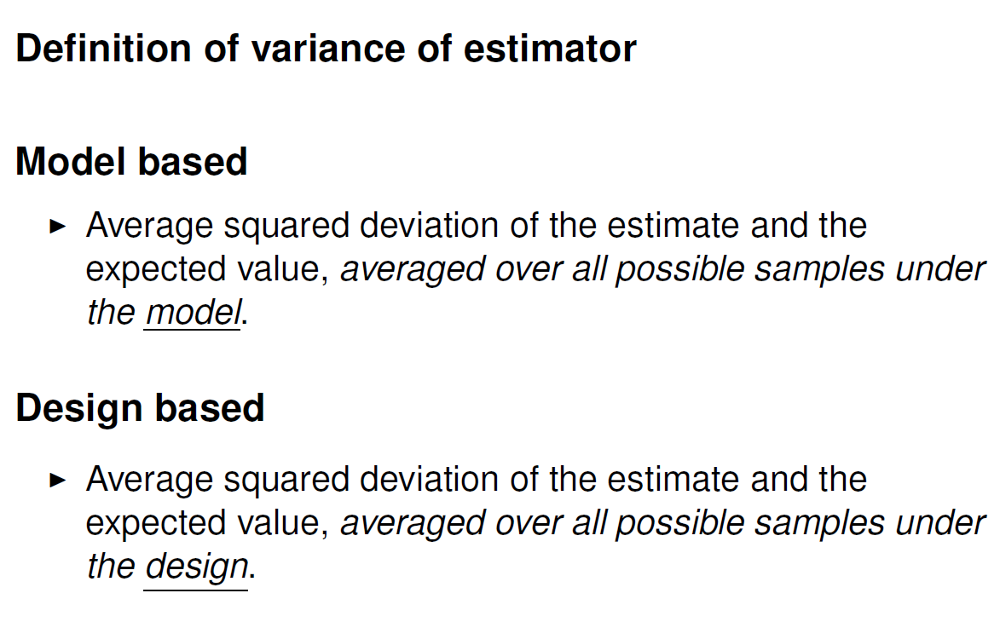 Definition of variance of estimator
Model based
► Average squared deviation of the estimate and the
expected value, averaged over all possible samples under
the model.
Design based
► Average squared deviation of the estimate and the
expected value, averaged over all possible samples under
the design.